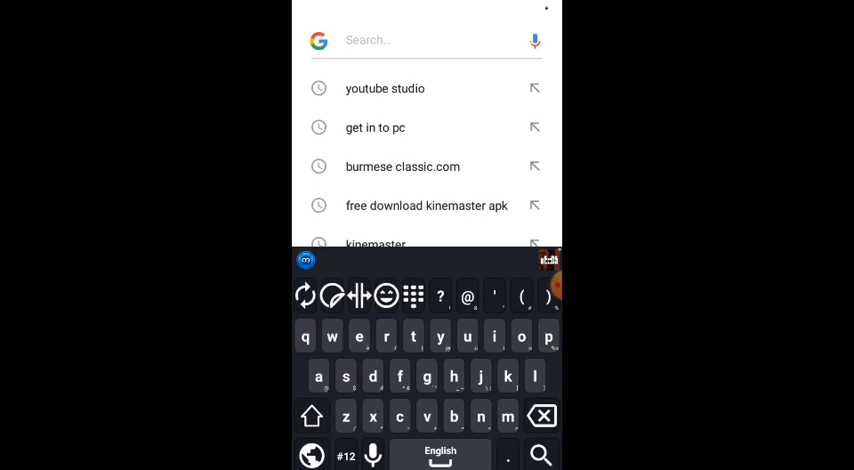 Search...
youtube studio
get in to pc
burmese classic.com
free download kinemaster apk
kinemaster
? @ ' ( )
q w e r t y u i o p
a s d f g h j k l
z x c v b n m
#12 English .